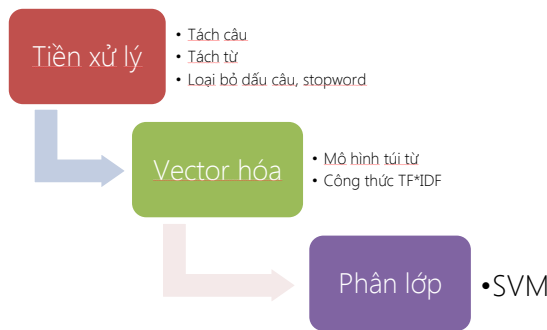 Tiền xử lý
• Tách câu
• Tách từ
• Loại bỏ dấu câu, stopword
Vector hóa
• Mô hình túi từ
• Công thức TF*IDF
Phân lớp
•SVM